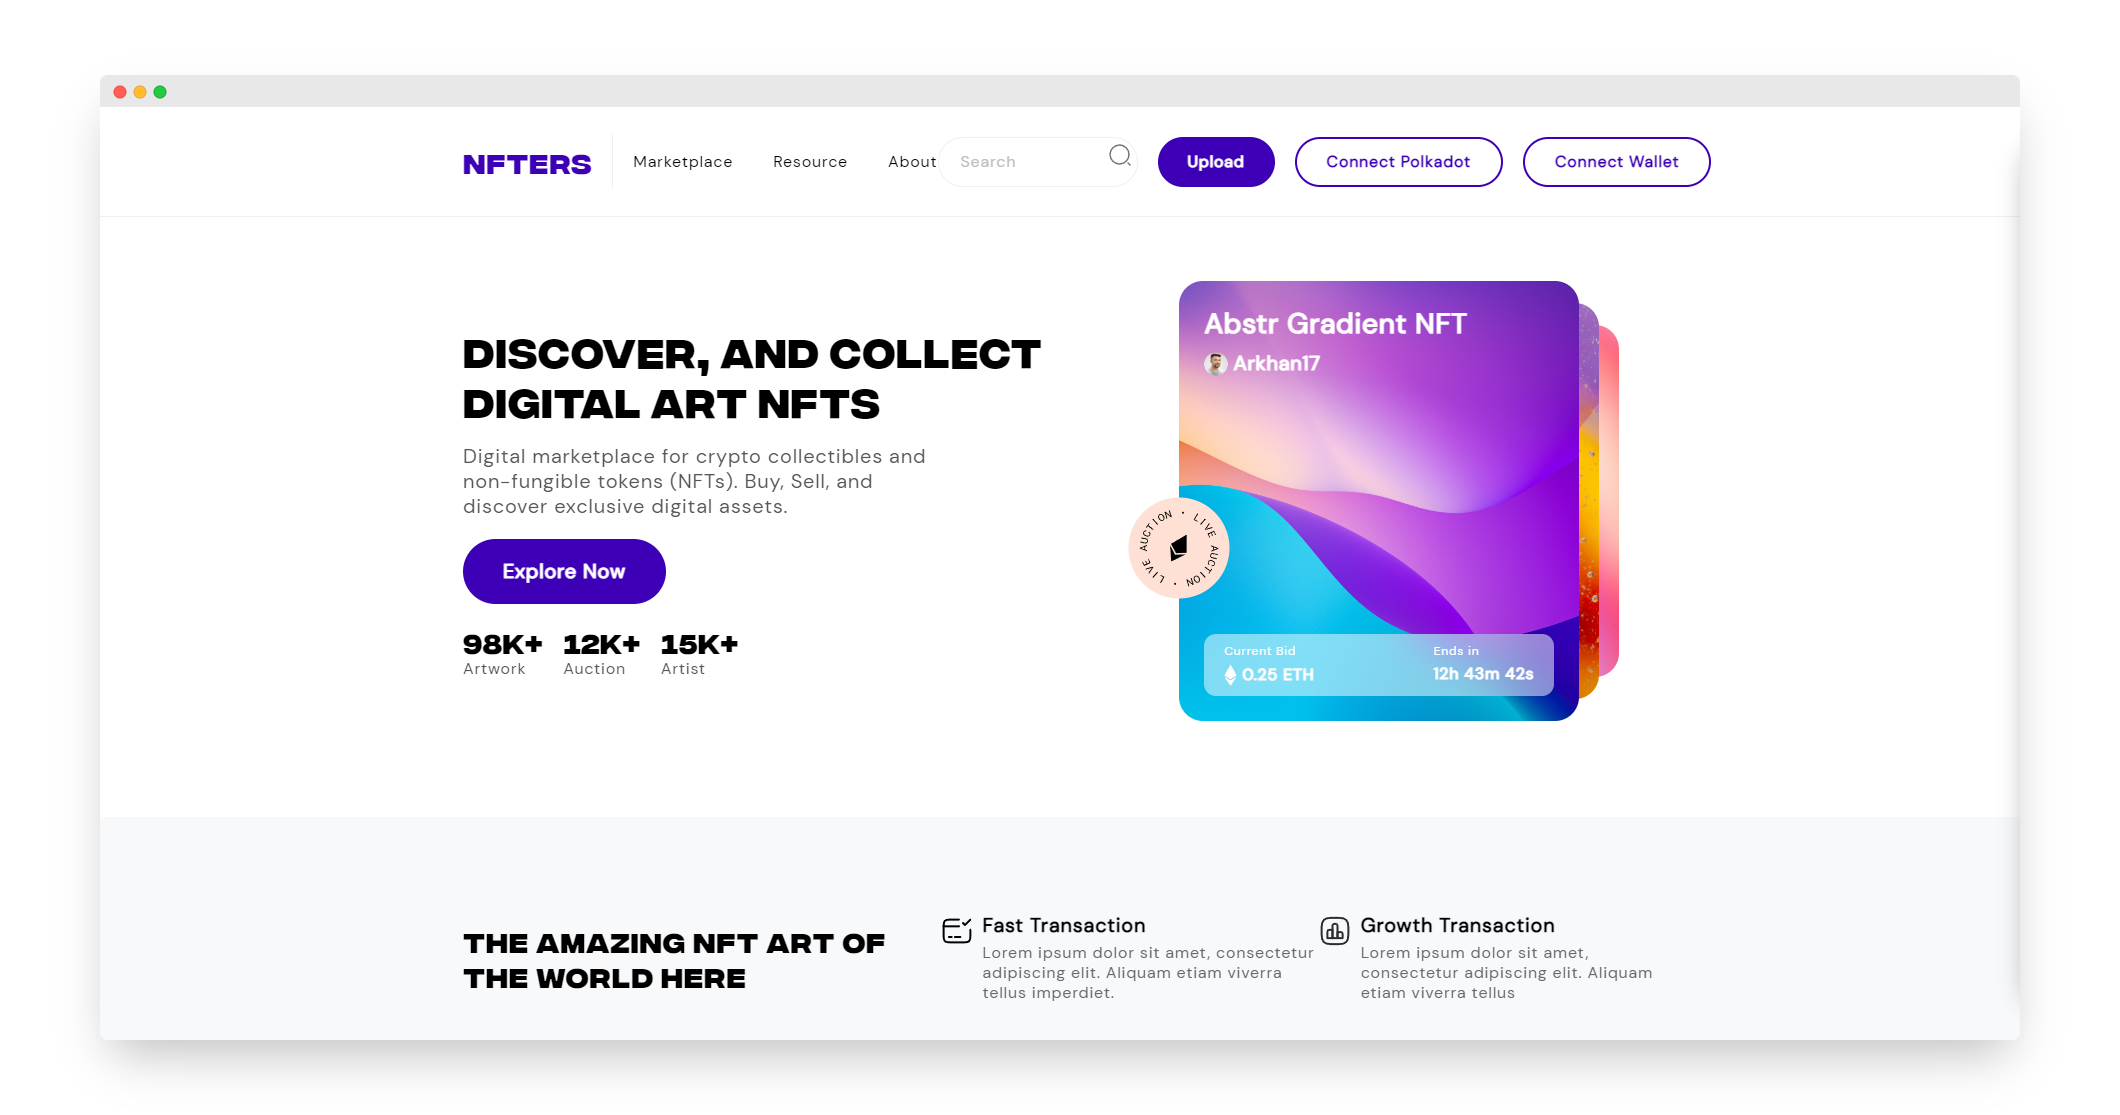 NFTERS
Marketplace
Resource
About
Search
Upload
Connect Polkadot
Connect Wallet
DISCOVER, AND COLLECT
DIGITAL ART NFTS
Digital marketplace for crypto collectibles and
non-fungible tokens (NFTs). Buy, Sell, and
discover exclusive digital assets.
Explore Now
98K+
Artwork
12K+
Auction
15K+
Artist
Abstr Gradient NFT
Arkhan17
LIVE AUCTION • LIVE AUCTION •
Current Bid
0.25 ETH
Ends in
12h 43m 42s
THE AMAZING NFT ART OF
THE WORLD HERE
Fast Transaction
Lorem ipsum dolor sit amet, consectetur
adipiscing elit. Aliquam etiam viverra
tellus imperdiet.
Growth Transaction
Lorem ipsum dolor sit amet,
consectetur adipiscing elit. Aliquam
etiam viverra tellus